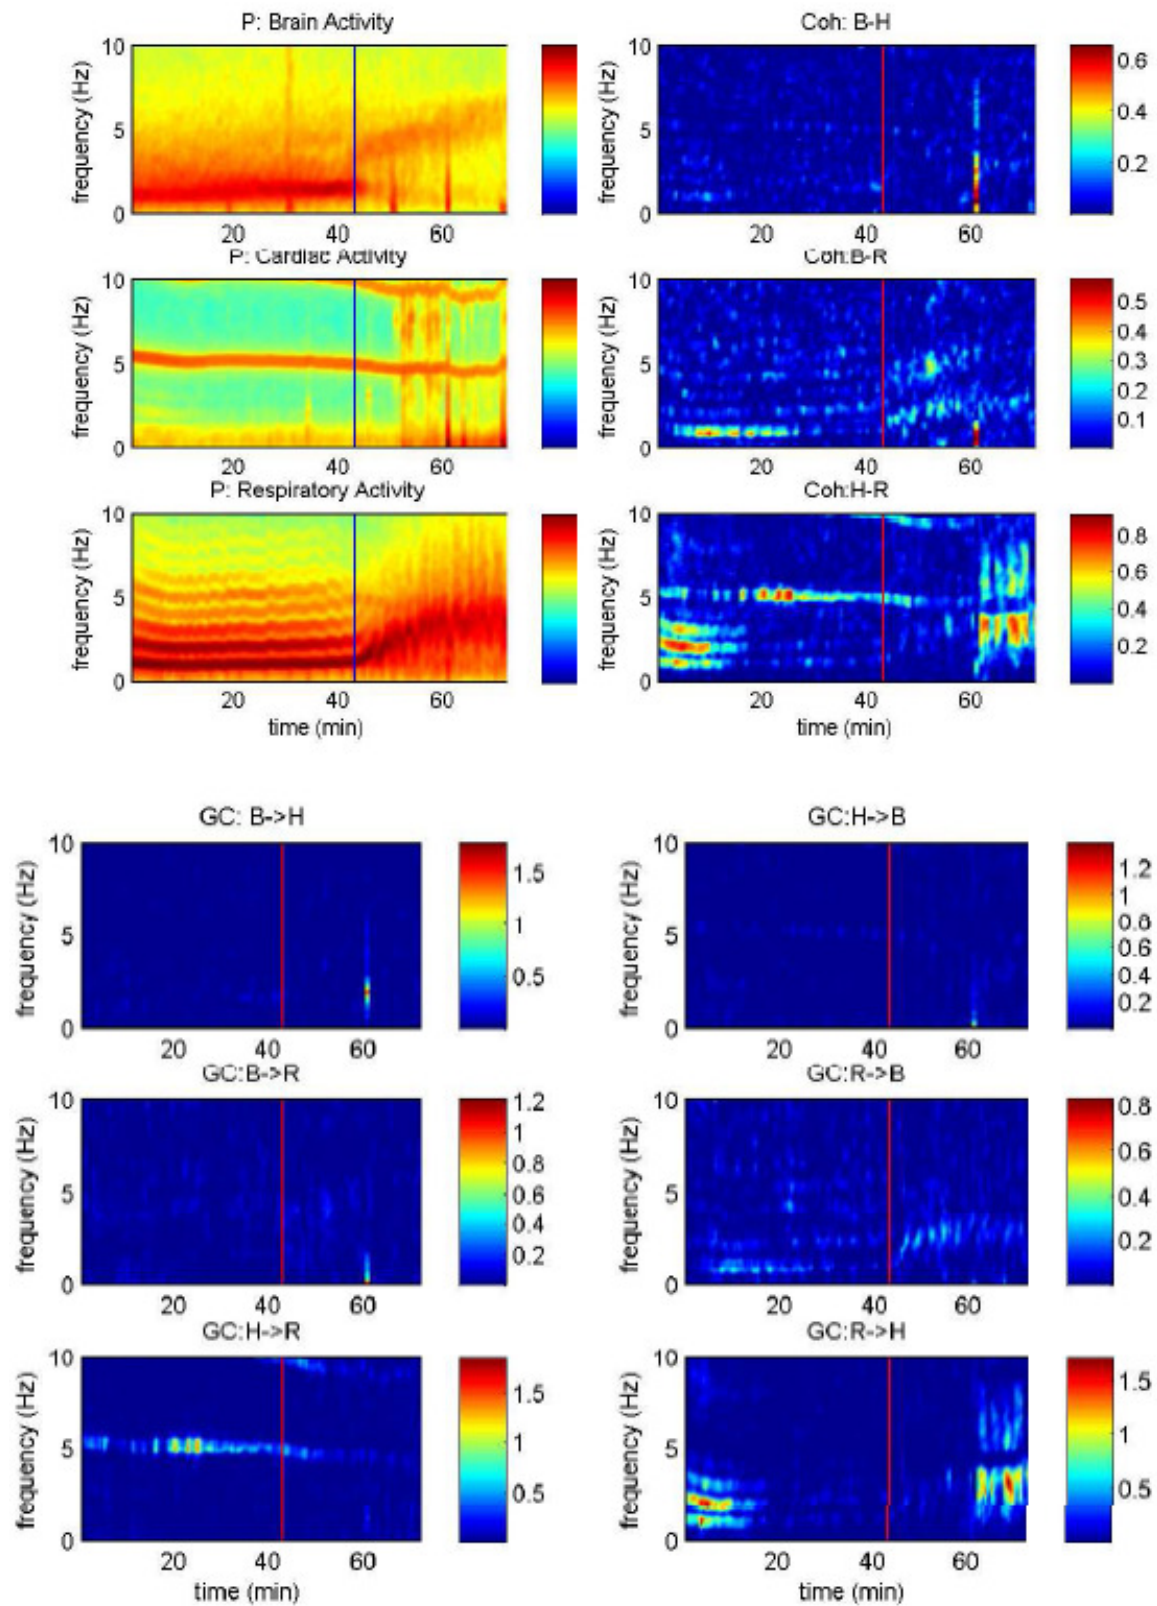 P: Brain Activity
Coh: B-H
10
5
0
frequency (Hz)
20 40 60
10
5
0
frequency (Hz)
20 40 60
0.6
0.4
0.2
P: Cardiac Activity
Coh:B-R
10
5
0
frequency (Hz)
20 40 60
10
5
0
frequency (Hz)
20 40 60
0.5
0.4
0.3
0.2
0.1
P: Respiratory Activity
Coh:H-R
10
5
0
frequency (Hz)
20 40 60
time (min)
10
5
0
frequency (Hz)
20 40 60
time (min)
0.8
0.6
0.4
0.2
GC: B->H
GC:H->B
10
5
0
frequency (Hz)
20 40 60
1.5
1
0.5
10
5
0
frequency (Hz)
20 40 60
1.2
1
0.8
0.6
0.4
0.2
GC:B->R
GC:R->B
10
5
0
frequency (Hz)
20 40 60
1.2
1
0.8
0.6
0.4
0.2
10
5
0
frequency (Hz)
20 40 60
0.8
0.6
0.4
0.2
GC:H->R
GC:R->H
10
5
0
frequency (Hz)
20 40 60
time (min)
1.5
1
0.5
10
5
0
frequency (Hz)
20 40 60
time (min)
1.5
1
0.5